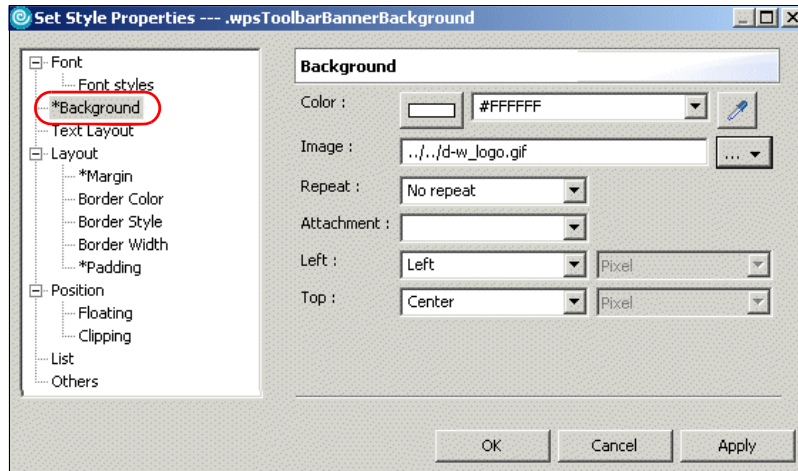 Set Style Properties --- .wpsToolbarBannerBackground
Font
Font styles
*Background
Text Layout
Layout
*Margin
Border Color
Border Style
Border Width
*Padding
Position
Floating
Clipping
List
Others
Background
Color :
#FFFFFF
Image :
../../d-w_logo.gif
...
Repeat :
No repeat
Attachment :
Left :
Left
Pixel
Top :
Center
Pixel
OK
Cancel
Apply